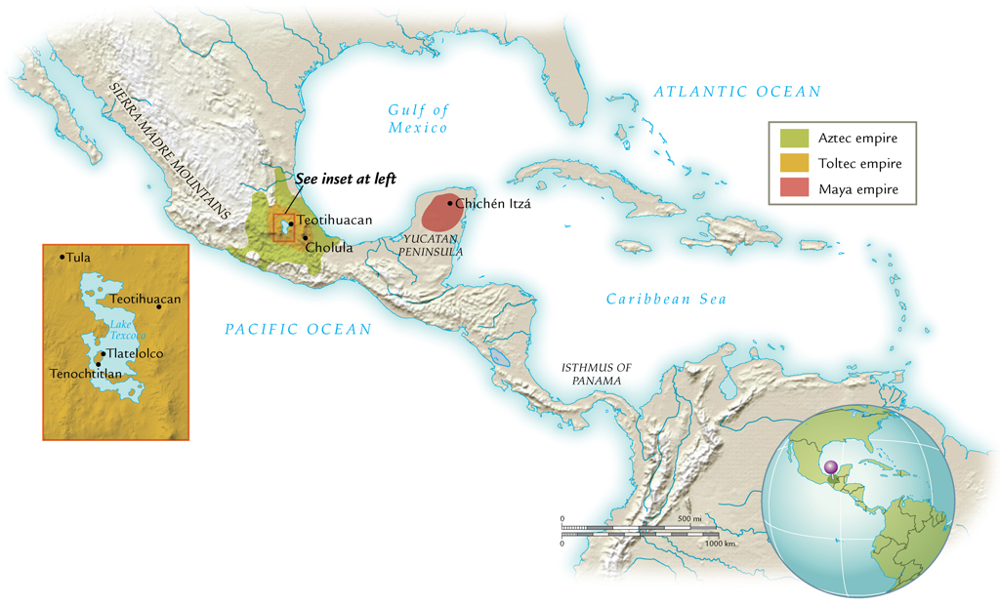 ATLANTIC OCEAN
Gulf of
Mexico
SIERRA MADRE MOUNTAINS
Aztec empire
Toltec empire
Maya empire
See inset at left
Chichén Itzá
Teotihuacan
Cholula
YUCATAN
PENINSULA
Tula
Teotihuacan
Lake
Texcoco
Tlatelolco
Tenochtitlan
PACIFIC OCEAN
Caribbean Sea
ISTHMUS OF
PANAMA
0 500 mi
0 1000 km